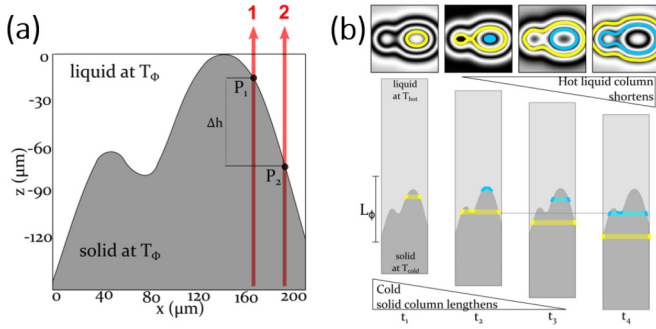 (a)
1 2
0
liquid at TΦ
P₁
-30
Δh
-60
z (μm)
P₂
-90
-120
solid at TΦ
0 40 80 120 160 200
x (μm)
(b)
Hot liquid column
shortens
liquid
at Thot
LΦ
solid
at Tcold
Cold
solid column lengthens
t₁ t₂ t₃ t₄